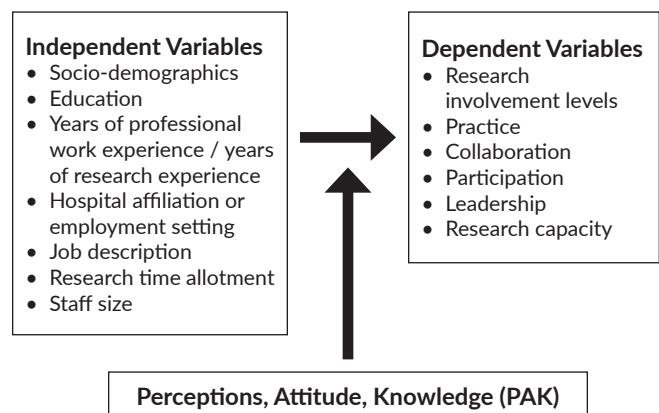 Independent Variables
• Socio-demographics
• Education
• Years of professional
work experience / years
of research experience
• Hospital affiliation or
employment setting
• Job description
• Research time allotment
• Staff size
Dependent Variables
• Research
involvement levels
• Practice
• Collaboration
• Participation
• Leadership
• Research capacity
Perceptions, Attitude, Knowledge (PAK)